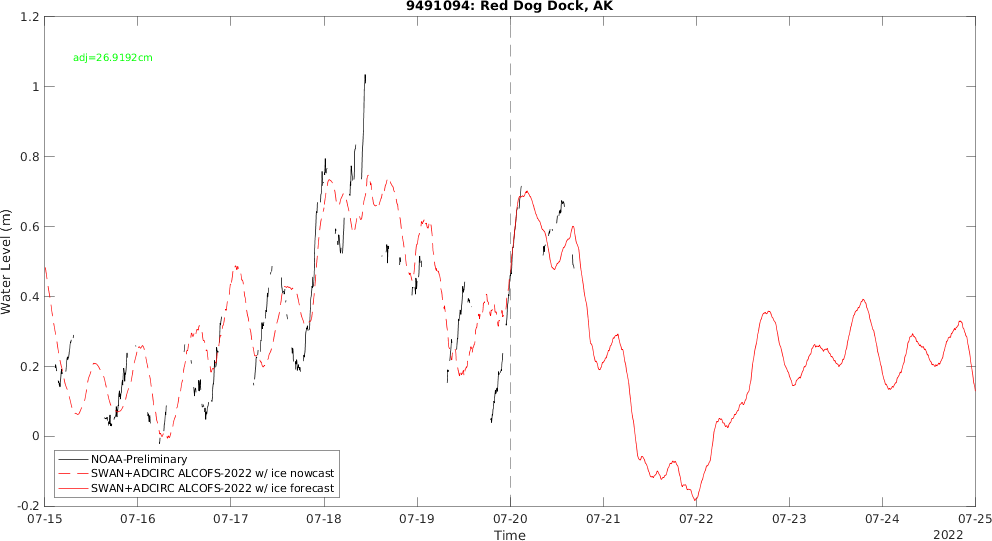 9491094: Red Dog Dock, AK
adj=26.9192cm
Water Level (m)
1.2
1
0.8
0.6
0.4
0.2
0
-0.2
NOAA-Preliminary
SWAN+ADCIRC ALCOFS-2022 w/ ice nowcast
SWAN+ADCIRC ALCOFS-2022 w/ ice forecast
07-15 07-16 07-17 07-18 07-19 07-20 07-21 07-22 07-23 07-24 07-25
Time
2022